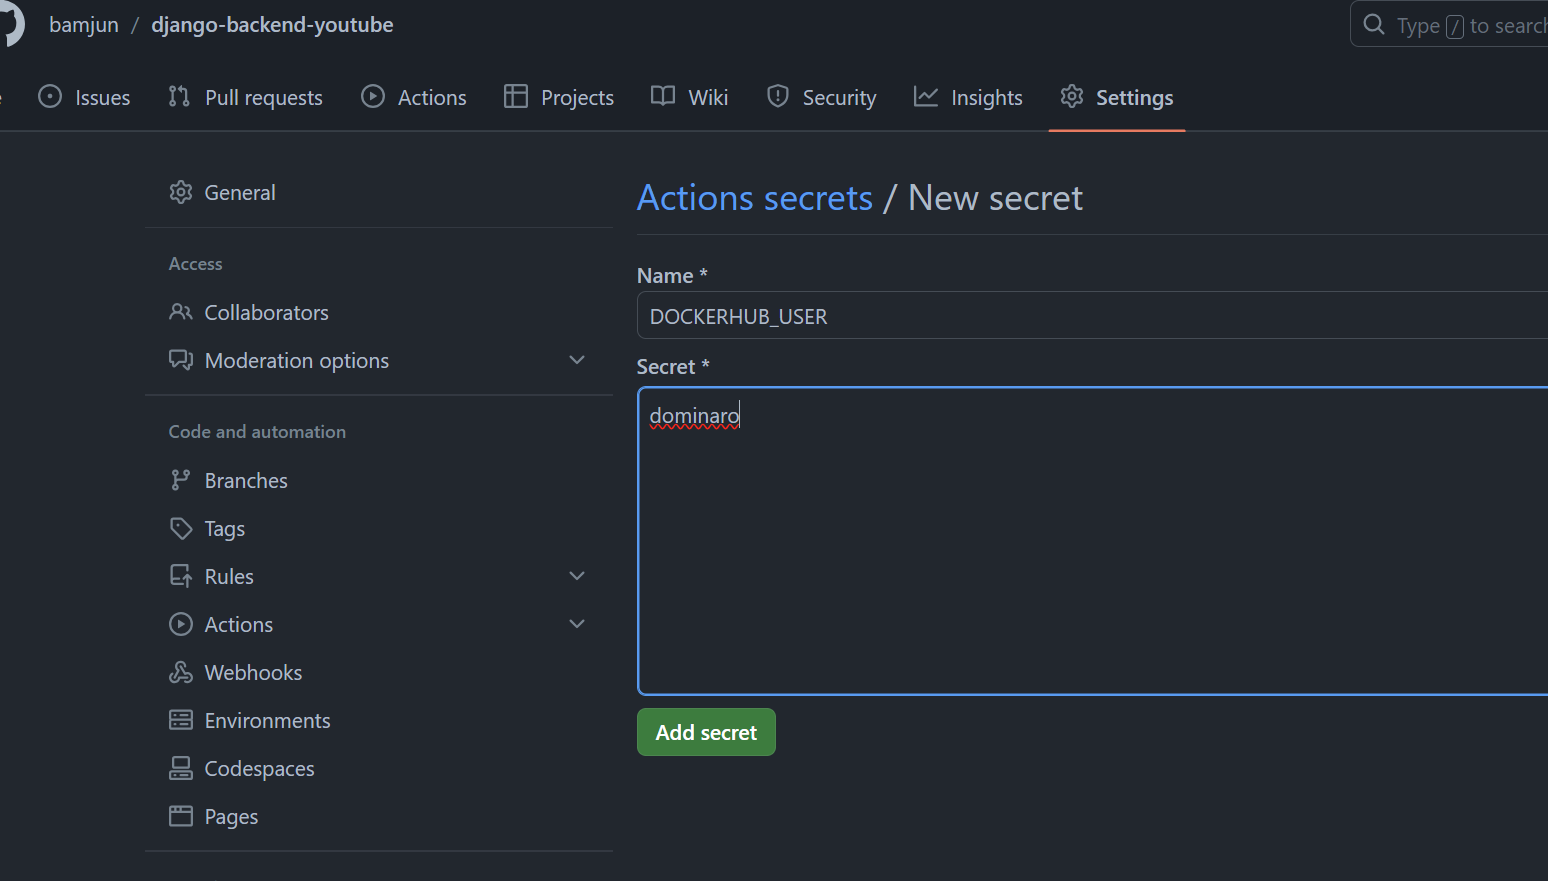 bamjun / django-backend-youtube
Type / to search
Issues
Pull requests
Actions
Projects
Wiki
Security
Insights
Settings
General
Access
Collaborators
Moderation options
Code and automation
Branches
Tags
Rules
Actions
Webhooks
Environments
Codespaces
Pages
Actions secrets / New secret
Name *
DOCKERHUB_USER
Secret *
dominaro
Add secret